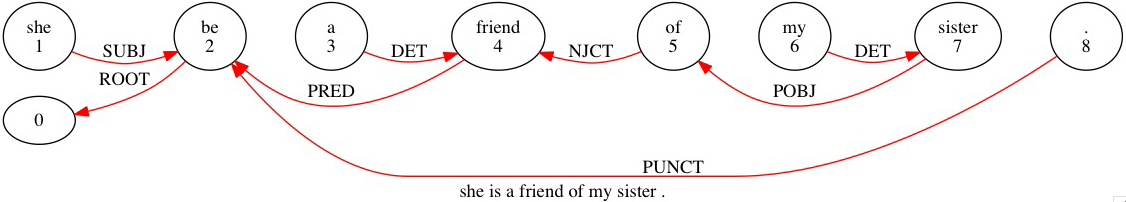 she be a friend of my sister .
1 SUBJ 2 3 DET 4 NJCT 5 6 DET 7 8
ROOT PRED POBJ
0
PUNCT
she is a friend of my sister .